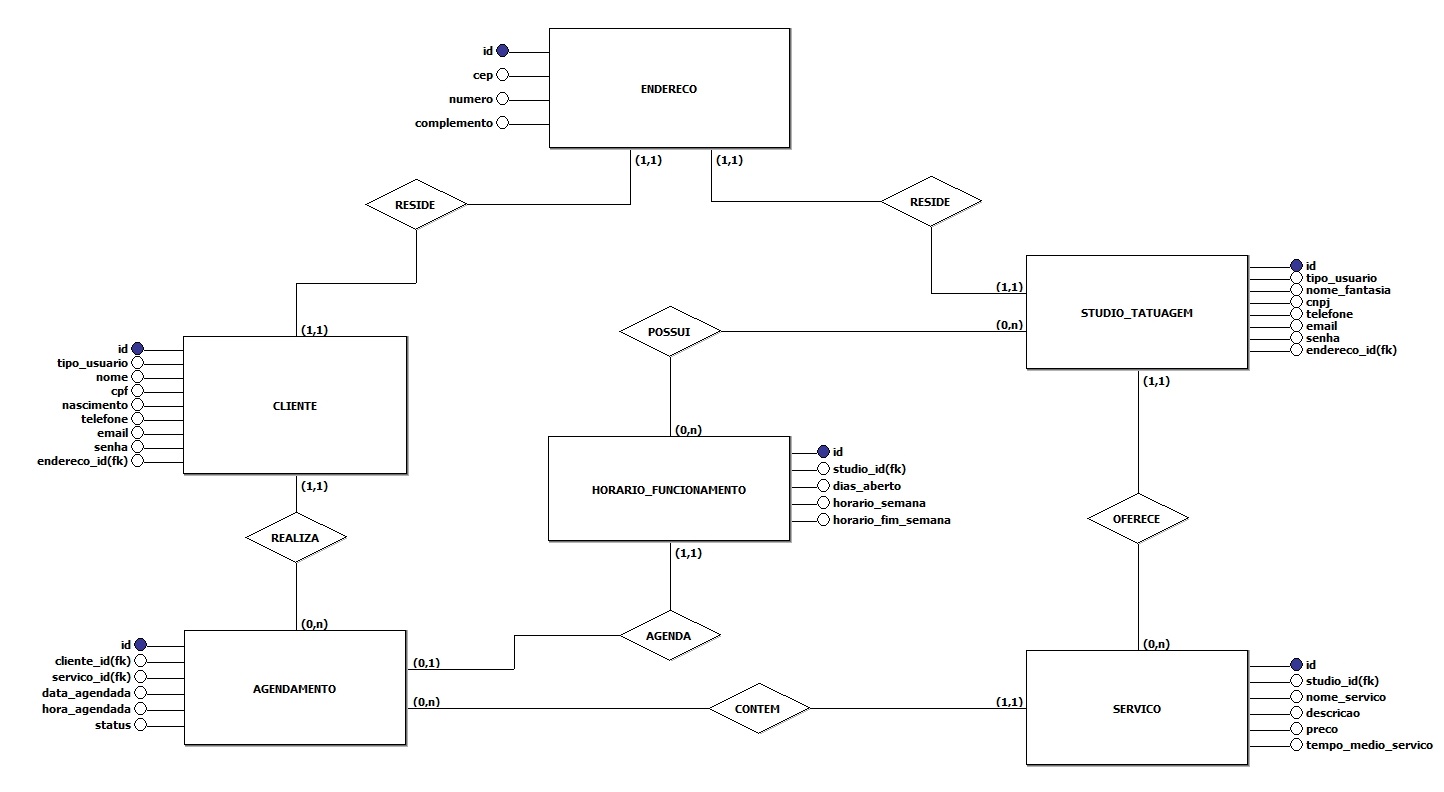 id
cep
numero
complemento
ENDERECO
(1,1)
(1,1)
RESIDE
RESIDE
(1,1)
(0,n)
STUDIO_TATUAGEM
id
tipo_usuario
nome_fantasia
cnpj
telefone
email
senha
endereco_id(fk)
(1,1)
POSSUI
(1,1)
id
tipo_usuario
nome
cpf
nascimento
telefone
email
senha
endereco_id(fk)
CLIENTE
(1,1)
(0,n)
HORARIO_FUNCIONAMENTO
id
studio_id(fk)
dias_aberto
horario_semana
horario_fim_semana
(1,1)
REALIZA
OFERECE
(0,n)
AGENDA
(0,n)
id
cliente_id(fk)
servico_id(fk)
data_agendada
hora_agendada
status
AGENDAMENTO
(0,1)
(0,n)
CONTEM
(1,1)
SERVICO
id
studio_id(fk)
nome_servico
descricao
preco
tempo_medio_servico